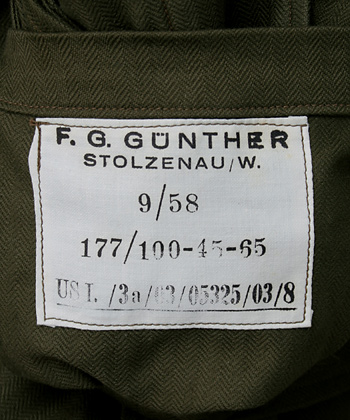 F. G. GÜNTHER
STOLZENAU/W.
9/58
177/100-45-65
US I. /3a/03/05325/03/8